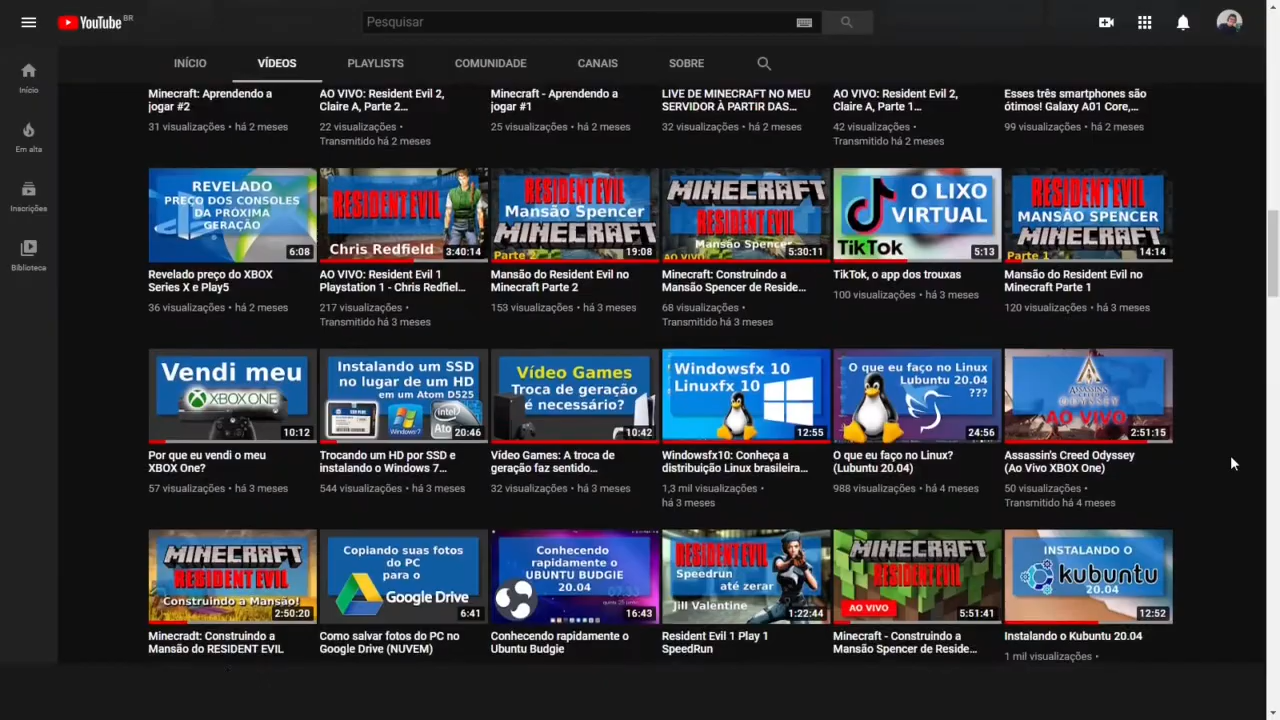 YouTube BR
Pesquisar
INÍCIO
VÍDEOS
PLAYLISTS
COMUNIDADE
CANAIS
SOBRE
Início
Em alta
Inscrições
Biblioteca
Minecraft: Aprendendo a
jogar #2
31 visualizações • há 2 meses
AO VIVO: Resident Evil 2,
Claire A, Parte 2...
22 visualizações •
Transmitido há 2 meses
Minecraft - Aprendendo a
jogar #1
25 visualizações • há 2 meses
LIVE DE MINECRAFT NO MEU
SERVIDOR À PARTIR DAS...
32 visualizações • há 2 meses
AO VIVO: Resident Evil 2,
Claire A, Parte 1...
42 visualizações •
Transmitido há 2 meses
Esses três smartphones são
ótimos! Galaxy A01 Core,...
99 visualizações • há 2 meses
REVELADO
PREÇO DOS CONSOLES
DA PRÓXIMA
GERAÇÃO
6:08
Revelado preço do XBOX
Series X e Play5
36 visualizações • há 2 meses
RESIDENT EVIL
Chris Redfield
3:40:14
AO VIVO: Resident Evil 1
Playstation 1 - Chris Redfiel...
217 visualizações •
Transmitido há 3 meses
RESIDENT EVIL
Mansão Spencer
MINECRAFT
Parte 2
19:08
Mansão do Resident Evil no
Minecraft Parte 2
153 visualizações • há 3 meses
MINECRAFT
RESIDENT EVIL
Mansão Spencer
AO VIVO
5:30:11
Minecraft: Construindo a
Mansão Spencer de Reside...
68 visualizações •
Transmitido há 3 meses
O LIXO
VIRTUAL
TikTok
5:13
TikTok, o app dos trouxas
100 visualizações • há 3 meses
RESIDENT EVIL
MANSÃO SPENCER
MINECRAFT
Parte 1
14:14
Mansão do Resident Evil no
Minecraft Parte 1
120 visualizações • há 3 meses
Vendi meu
XBOX ONE
10:12
Por que eu vendi o meu
XBOX One?
57 visualizações • há 3 meses
Instalando um SSD
no lugar de um HD
em um Atom D525
Windows 7
intel
Ato
20:46
Trocando um HD por SSD e
instalando o Windows 7...
544 visualizações • há 3 meses
Vídeo Games
Troca de geração
é necessário?
10:42
Vídeo Games: A troca de
geração faz sentido...
32 visualizações • há 3 meses
Windowsfx 10
Linuxfx 10
12:55
Windowsfx10: Conheça a
distribuição Linux brasileira...
1,3 mil visualizações •
há 3 meses
O que eu faço no Linux
Lubuntu 20.04
???
24:56
O que eu faço no Linux?
(Lubuntu 20.04)
988 visualizações • há 4 meses
ASSASSIN'S
CREED
ODYSSEY
AO VIVO
2:51:15
Assassin's Creed Odyssey
(Ao Vivo XBOX One)
50 visualizações •
Transmitido há 4 meses
MINECRAFT
RESIDENT EVIL
Construindo a Mansão!
2:50:20
Minecradt: Construindo a
Mansão do RESIDENT EVIL
Copiando suas fotos
do PC
para o
Google Drive
6:41
Como salvar fotos do PC no
Google Drive (NUVEM)
Conhecendo
rapidamente o
UBUNTU BUDGIE
20.04
16:43
Conhecendo rapidamente o
Ubuntu Budgie
RESIDENT EVIL
Speedrun
até zerar
Jill Valentine
1:22:44
Resident Evil 1 Play 1
SpeedRun
MINECRAFT
RESIDENT EVIL
AO VIVO
5:51:41
Minecraft - Construindo a
Mansão Spencer de Reside...
INSTALANDO O
kubuntu
20.04
12:52
Instalando o Kubuntu 20.04
1 mil visualizações •